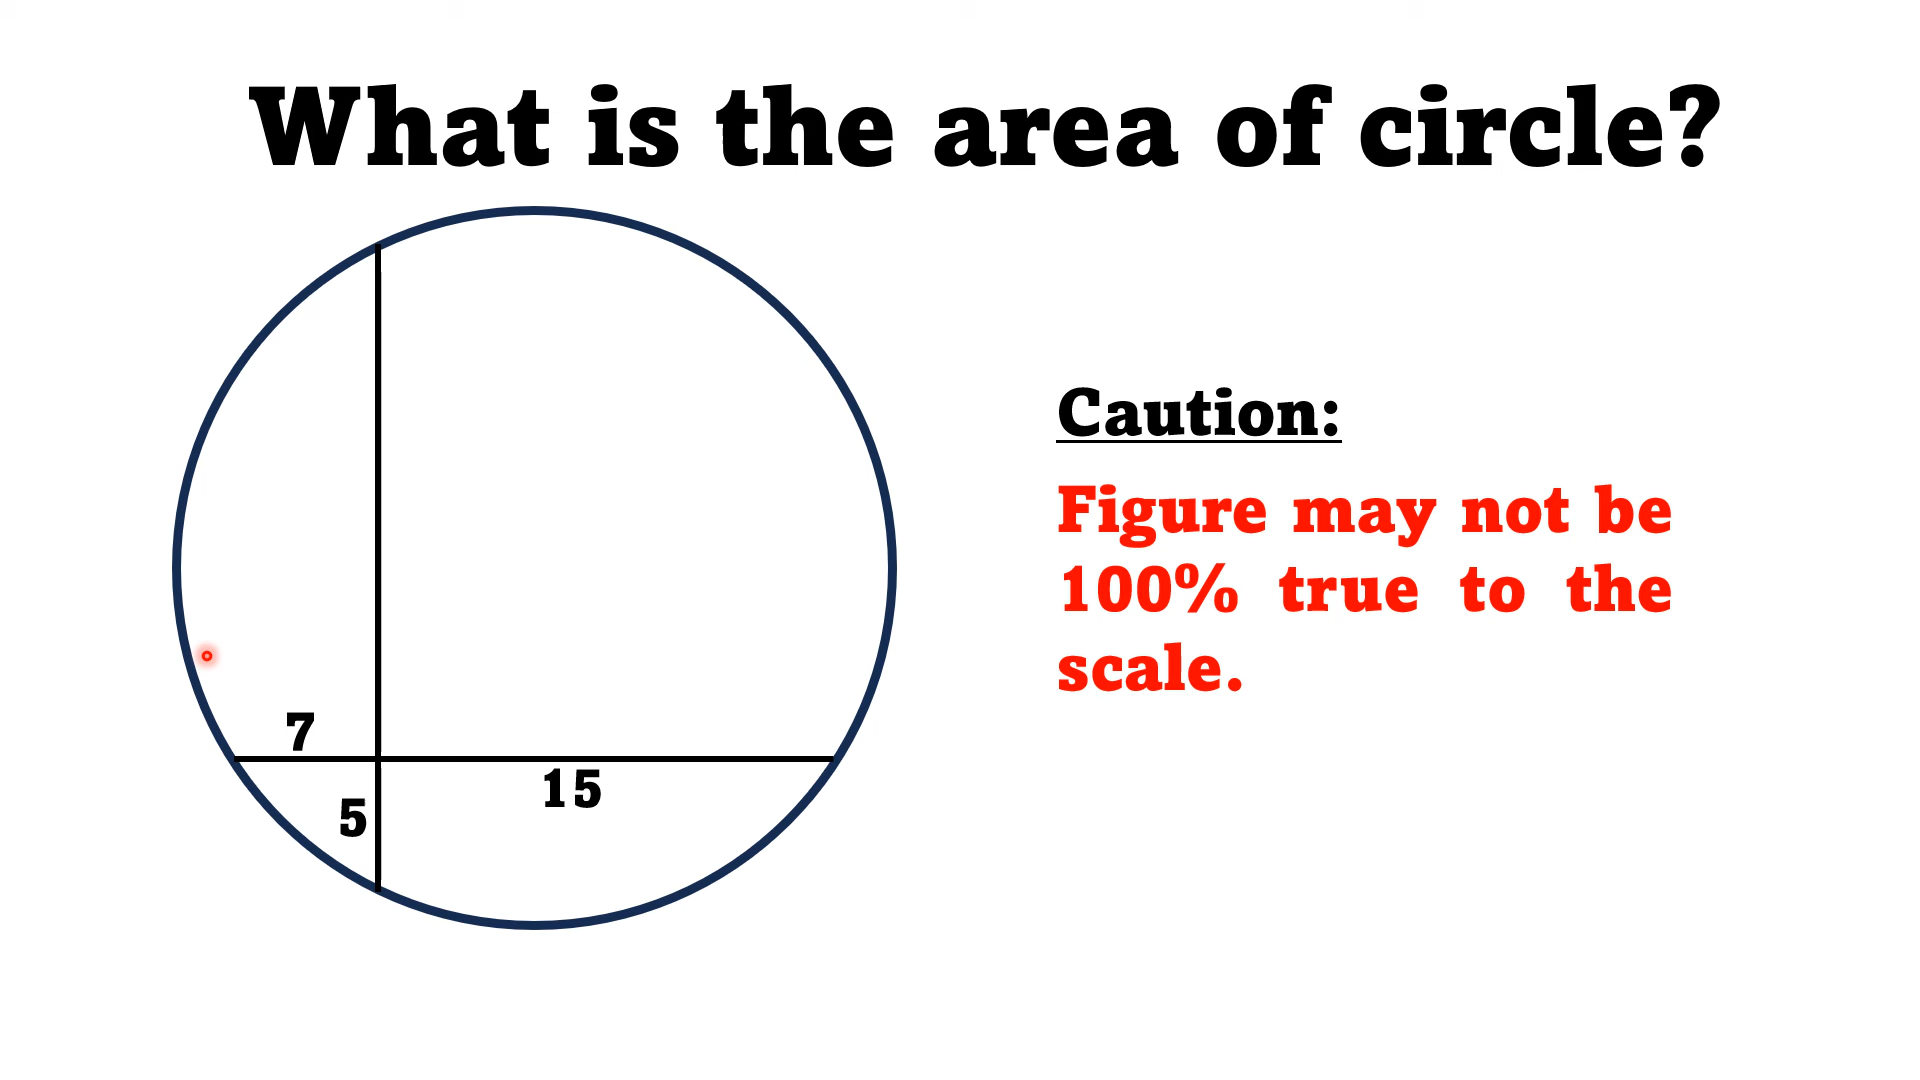 What is the area of circle?
Caution:
Figure may not be
100% true to the
scale.
7
15
5